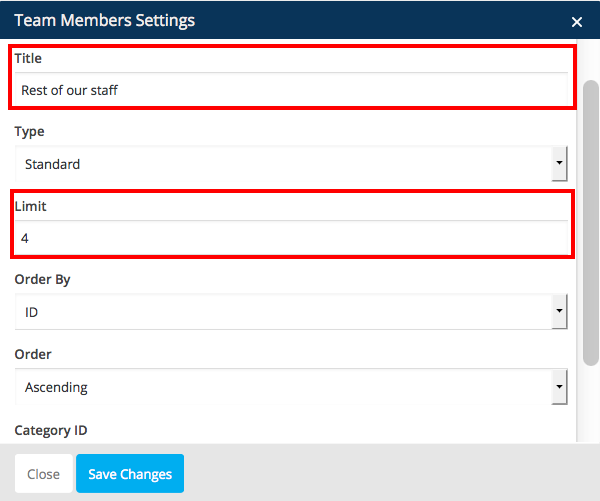 Team Members Settings
Title
Rest of our staff
Type
Standard
Limit
4
Order By
ID
Order
Ascending
Category ID
Close Save Changes